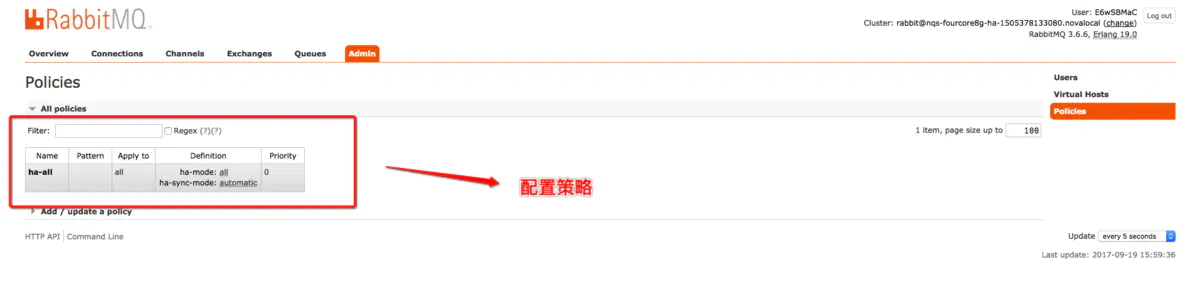 RabbitMQ
User: E6wSBMaC
Log out
Cluster: rabbit@nqs-fourcore8g-ha-1505378133080.novalocal (change)
RabbitMQ 3.6.6, Erlang 19.0
Overview Connections Channels Exchanges Queues Admin
Policies
Users
Virtual Hosts
Policies
All policies
Filter: Regex (?)(?)
1 item, page size up to 100
Name Pattern Apply to Definition Priority
ha-all all ha-mode: all 0
ha-sync-mode: automatic
配置策略
Add / update a policy
HTTP API Command Line
Update every 5 seconds
Last update: 2017-09-19 15:59:36